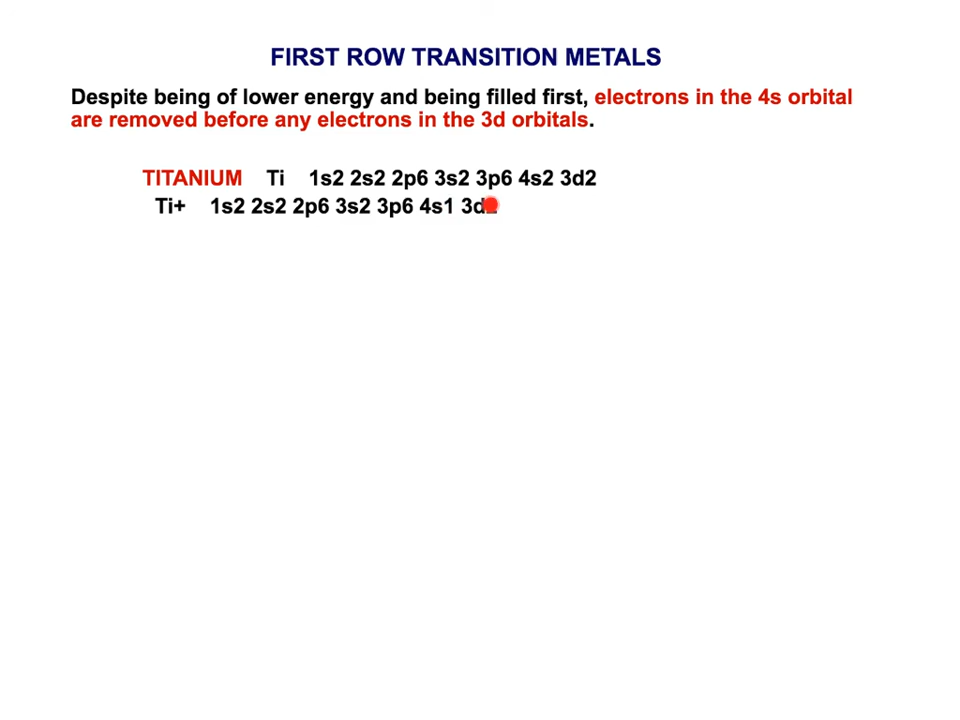 FIRST ROW TRANSITION METALS
Despite being of lower energy and being filled first, electrons in the 4s orbital
are removed before any electrons in the 3d orbitals.
TITANIUM Ti 1s2 2s2 2p6 3s2 3p6 4s2 3d2
Ti+ 1s2 2s2 2p6 3s2 3p6 4s1